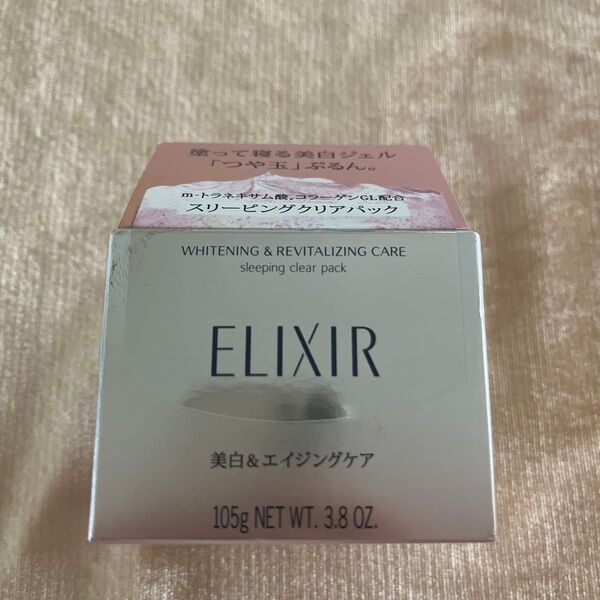 塗って寝る美白ジェル
「つや玉」ぷるん。
m-トラネキサム酸,コラーゲンGL配合
スリーピングクリアパック
WHITENING & REVITALIZING CARE
sleeping clear pack
ELIXIR
美白&エイジングケア
105g NET WT. 3.8 OZ.